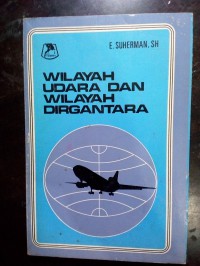 E. SUHERMAN, SH
WILAYAH
UDARA DAN
WILAYAH
DIRGANTARA